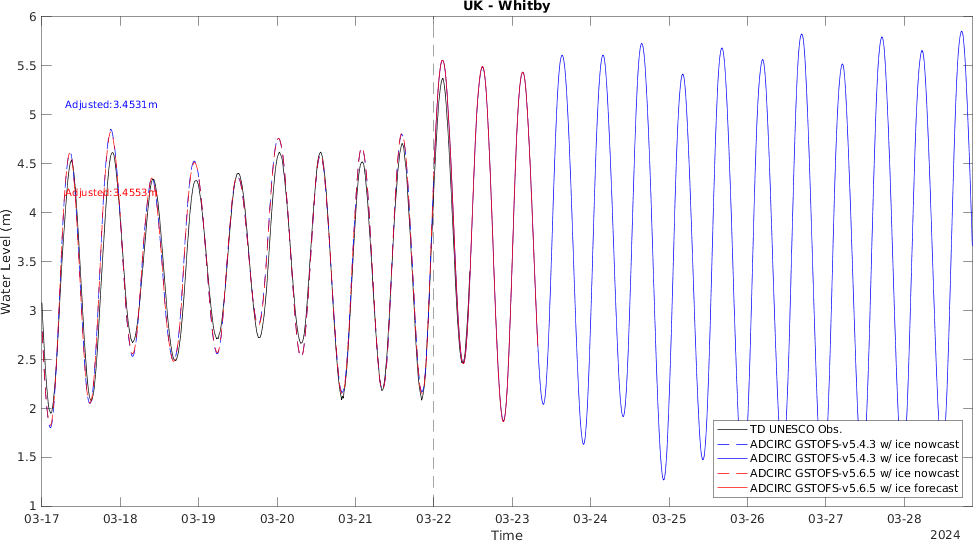 UK - Whitby
6
5.5
5
4.5
4
3.5
3
2.5
2
1.5
1
Water Level (m)
Adjusted:3.4531m
Adjusted:3.4553m
TD UNESCO Obs.
ADCIRC GSTOFS-v5.4.3 w/ ice nowcast
ADCIRC GSTOFS-v5.4.3 w/ ice forecast
ADCIRC GSTOFS-v5.6.5 w/ ice nowcast
ADCIRC GSTOFS-v5.6.5 w/ ice forecast
03-17 03-18 03-19 03-20 03-21 03-22 03-23 03-24 03-25 03-26 03-27 03-28
Time
2024